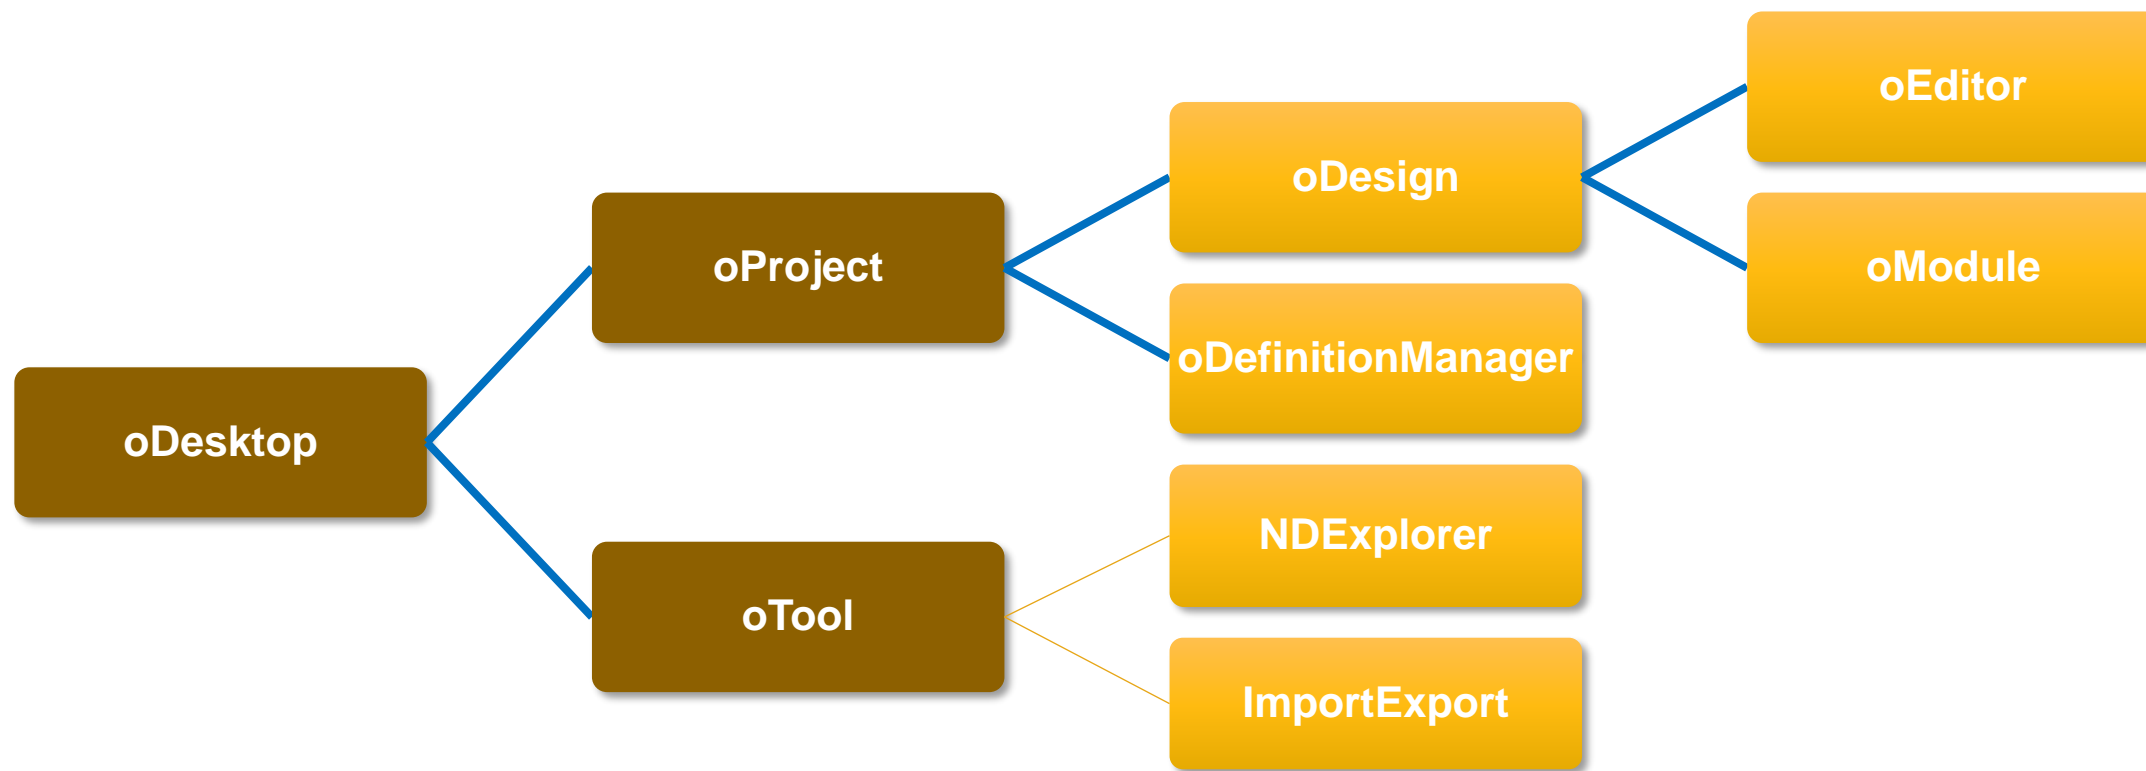 oDesktop
oProject
oTool
oDesign
oDefinitionManager
NDExplorer
ImportExport
oEditor
oModule